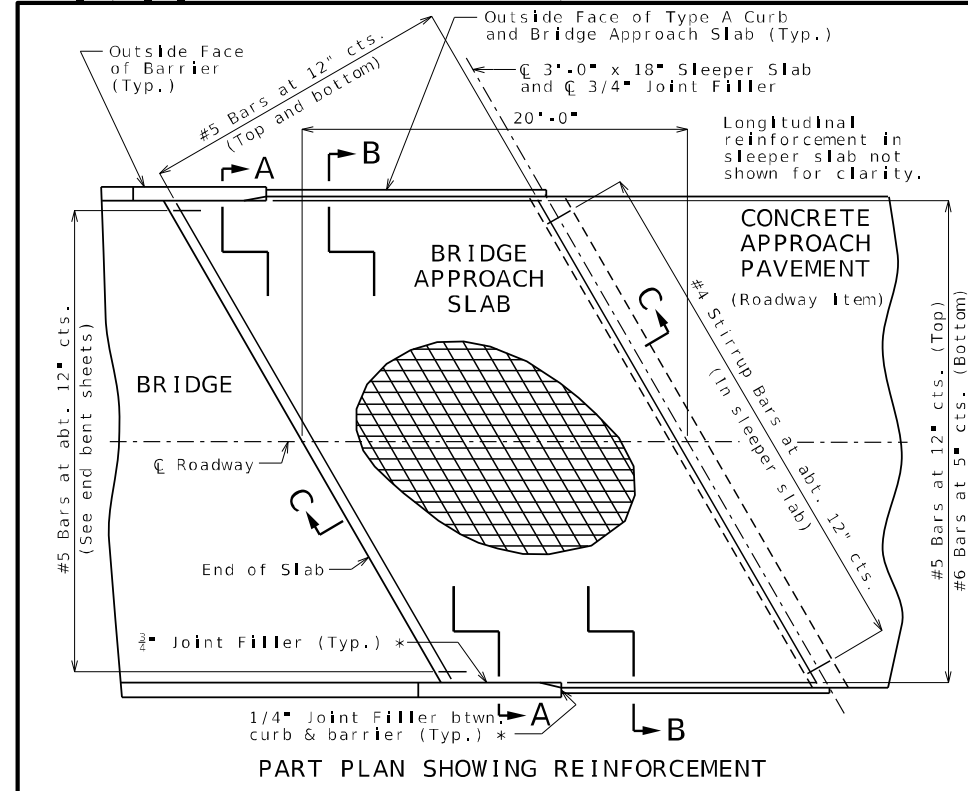 Outside Face
of Barrier
(Typ.)
#5 Bars at 12" cts.
(Top and bottom)
Outside Face of Type A Curb
and Bridge Approach Slab (Typ.)
℄ 3'-0" x 18" Sleeper Slab
and ℄ 3/4" Joint Filler
20'-0"
Longitudinal
reinforcement in
sleeper slab not
shown for clarity.
A
B
BRIDGE
APPROACH
SLAB
CONCRETE
APPROACH
PAVEMENT
(Roadway Item)
C
#4 Stirrup Bars at abt. 12" cts.
(In sleeper slab)
#5 Bars at abt. 12" cts.
(See end bent sheets)
BRIDGE
℄ Roadway
C
End of Slab
#5 Bars at 12" cts. (Top)
#6 Bars at 5" cts. (Bottom)
3/4" Joint Filler (Typ.) *
1/4" Joint Filler btwn.
curb & barrier (Typ.) *
A
B
PART PLAN SHOWING REINFORCEMENT